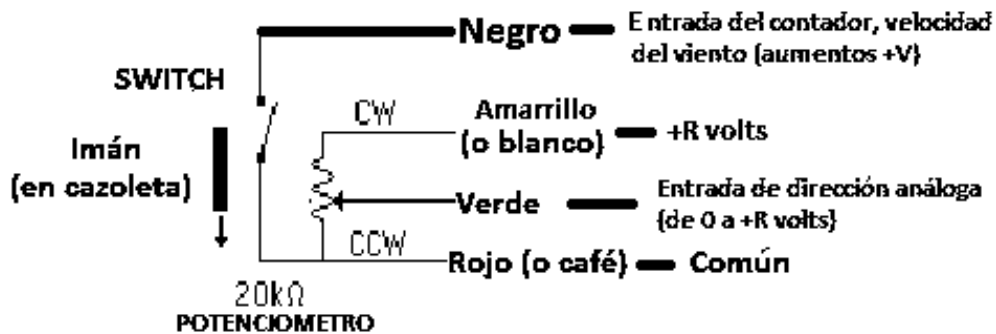 Negro
Entrada del contador, velocidad
del viento (aumentos +V)
SWITCH
CW
Amarrillo
(o blanco)
+R volts
Imán
(en cazoleta)
Verde
Entrada de dirección análoga
(de 0 a +R volts)
CCW
Rojo (o café)
Común
20kΩ
POTENCIOMETRO